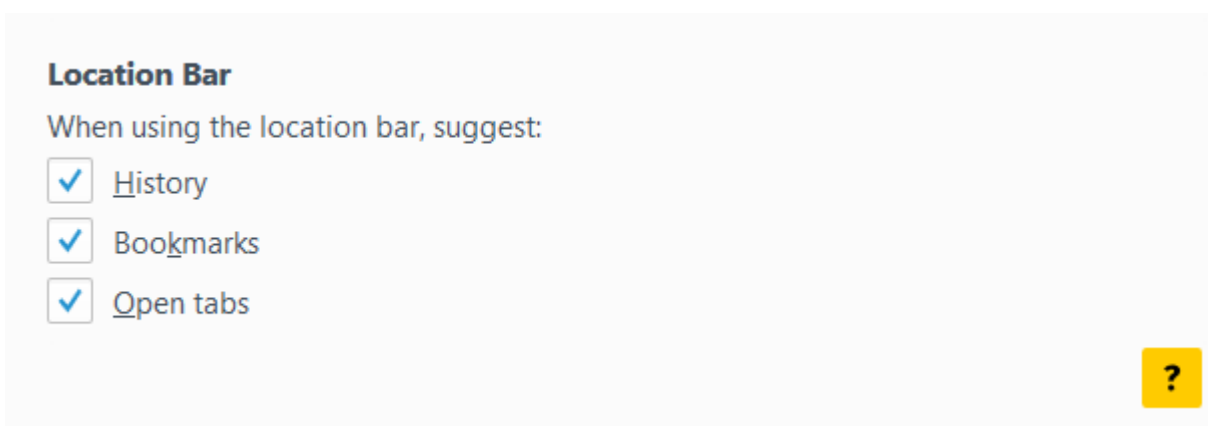 Location Bar
When using the location bar, suggest:
History
Bookmarks
Open tabs
?